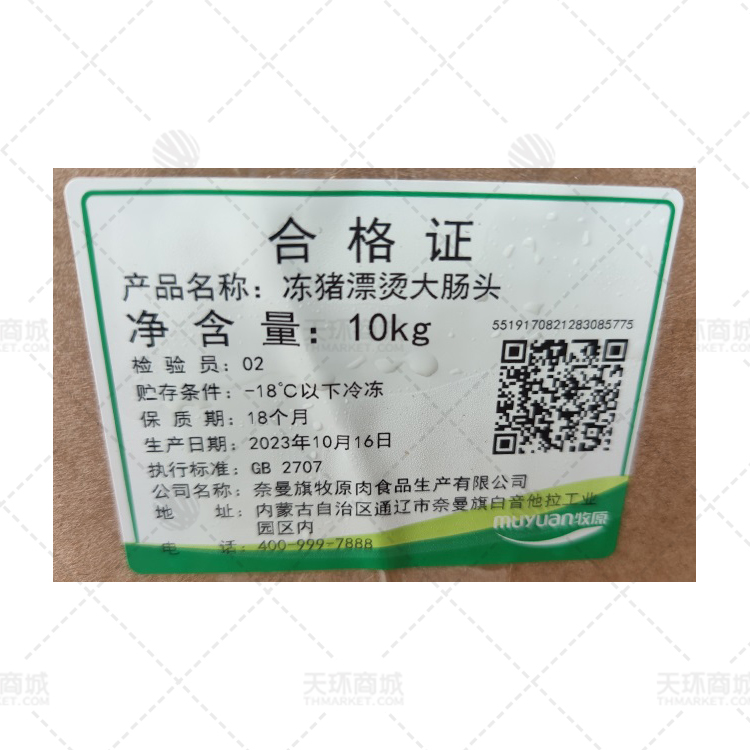 合格证
产品名称：冻猪漂烫大肠头
净含量：10kg
5519170821283085775
检验员：02
贮存条件：-18℃以下冷冻
保质期：18个月
生产日期：2023年10月16日
执行标准：GB 2707
公司名称：奈曼旗牧原肉食品生产有限公司
地址：内蒙古自治区通辽市奈曼旗白音他拉工业
园区内
电话：400-999-7888
muyuan牧原
天环商城
THMARKET.COM